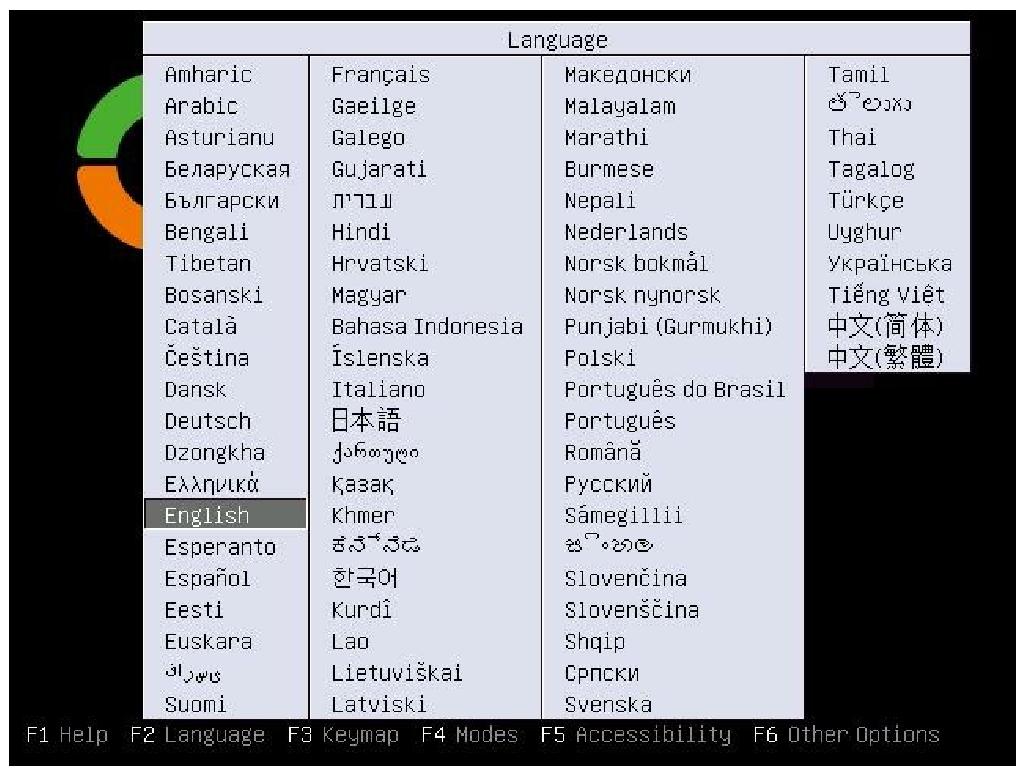 Language
Amharic
Arabic
Asturianu
Беларуская
Български
Bengali
Tibetan
Bosanski
Català
Čeština
Dansk
Deutsch
Dzongkha
Ελληνικά
English
Esperanto
Español
Eesti
Euskara
ﻰﺳﺭﺎﻓ
Suomi
Français
Gaeilge
Galego
Gujarati
עברית
Hindi
Hrvatski
Magyar
Bahasa Indonesia
Íslenska
Italiano
日本語
ქართული
Қазақ
Khmer
ಕನ್ನಡ
한국어
Kurdî
Lao
Lietuviškai
Latviski
Македонски
Malayalam
Marathi
Burmese
Nepali
Nederlands
Norsk bokmål
Norsk nynorsk
Punjabi (Gurmukhi)
Polski
Português do Brasil
Português
Română
Русский
Sámegillii
සිංහල
Slovenčina
Slovenščina
Shqip
Српски
Svenska
Tamil
తెలుగు
Thai
Tagalog
Türkçe
Uyghur
Українська
Tiếng Việt
中文(简体)
中文(繁體)
F1 Help F2 Language F3 Keymap F4 Modes F5 Accessibility F6 Other Options